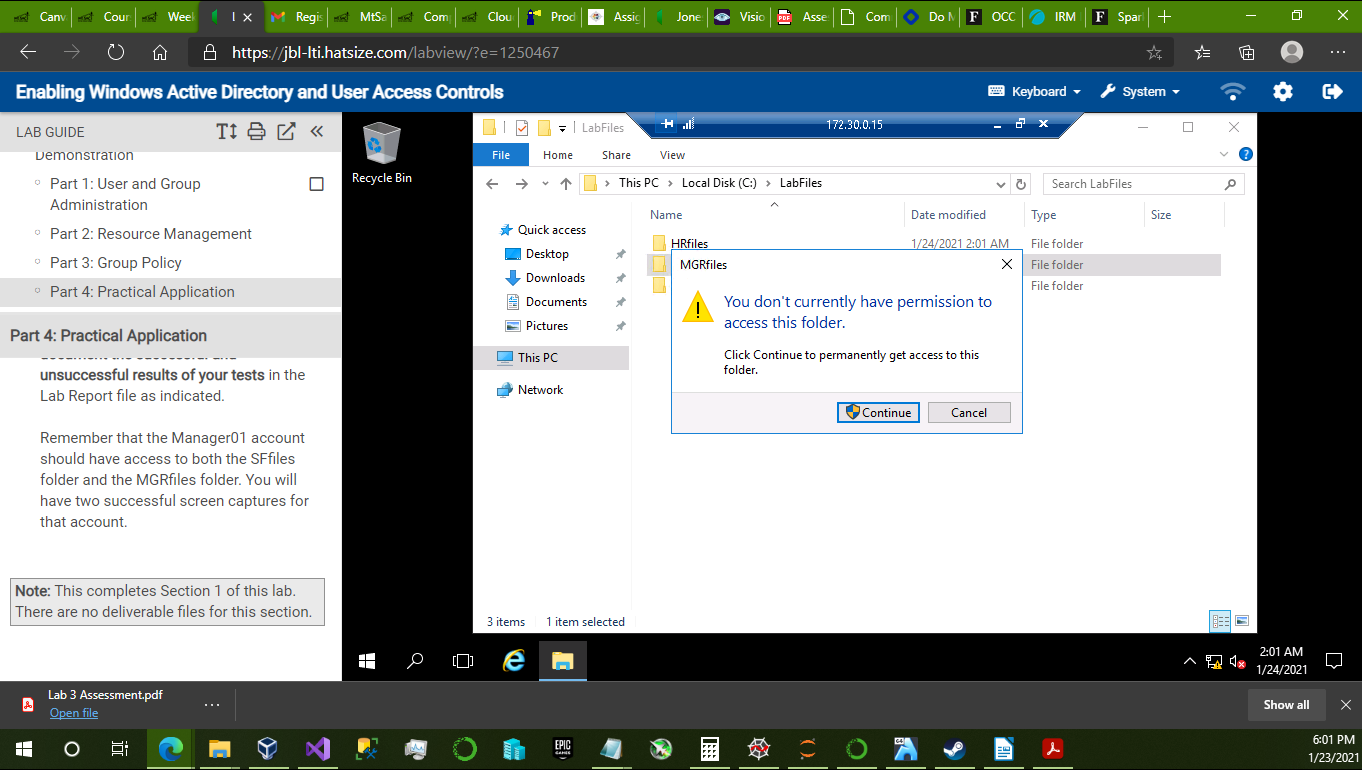 Canv
Cour
Week
I
Regis
MtSa
Com
Clou
Prod
Assig
Jone
Visio
Asse
Com
Do M
OCC
IRM
Spar
https://jbl-lti.hatsize.com/labview/?e=1250467
Enabling Windows Active Directory and User Access Controls
Keyboard
System
LAB GUIDE
Demonstration
Part 1: User and Group
Administration
Part 2: Resource Management
Part 3: Group Policy
Part 4: Practical Application
Part 4: Practical Application
document the successful and
unsuccessful results of your tests in the
Lab Report file as indicated.
Remember that the Manager01 account
should have access to both the SFfiles
folder and the MGRfiles folder. You will
have two successful screen captures for
that account.
Note: This completes Section 1 of this lab.
There are no deliverable files for this section.
Recycle Bin
LabFiles
172.30.0.15
File
Home
Share
View
This PC
Local Disk (C:)
LabFiles
Search LabFiles
Quick access
Desktop
Downloads
Documents
Pictures
This PC
Network
Name
Date modified
Type
Size
HRfiles
1/24/2021 2:01 AM
File folder
File folder
File folder
MGRfiles
You don't currently have permission to
access this folder.
Click Continue to permanently get access to this
folder.
Continue
Cancel
3 items
1 item selected
2:01 AM
1/24/2021
Lab 3 Assessment.pdf
Open file
Show all
EPIC
GAMES
6:01 PM
1/23/2021